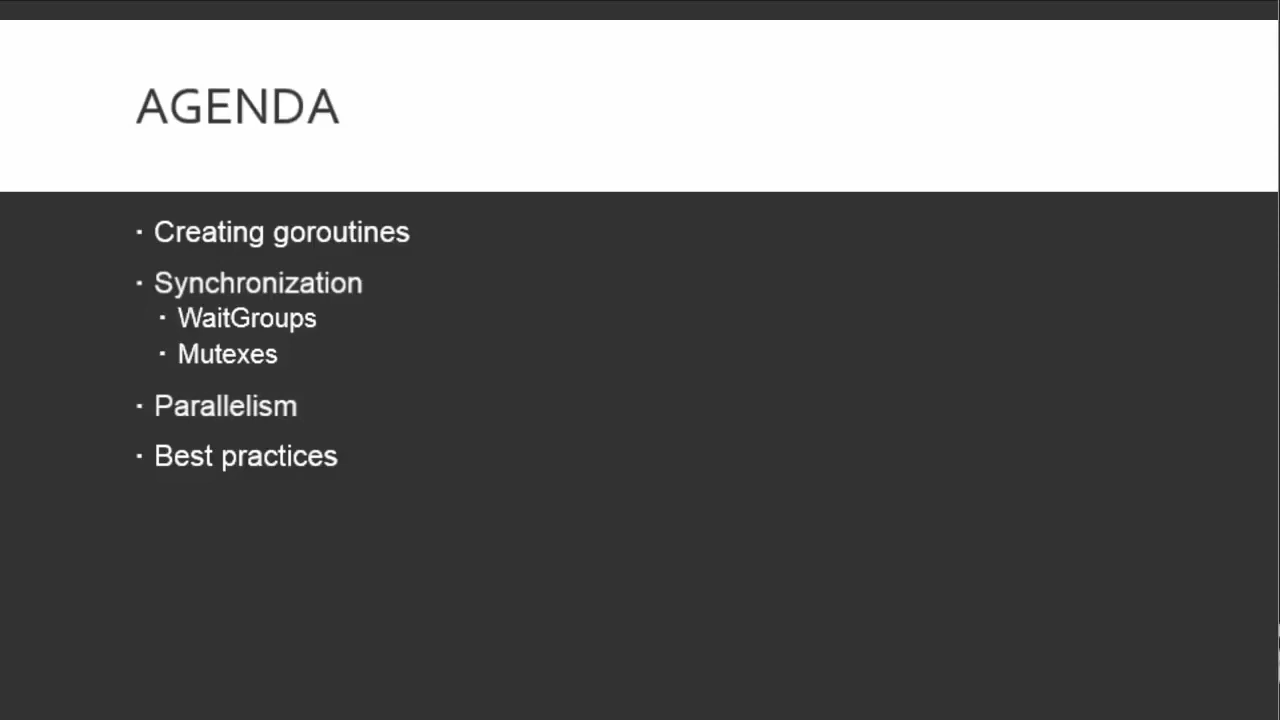 AGENDA
▪ Creating goroutines
▪ Synchronization
▪ WaitGroups
▪ Mutexes
▪ Parallelism
▪ Best practices